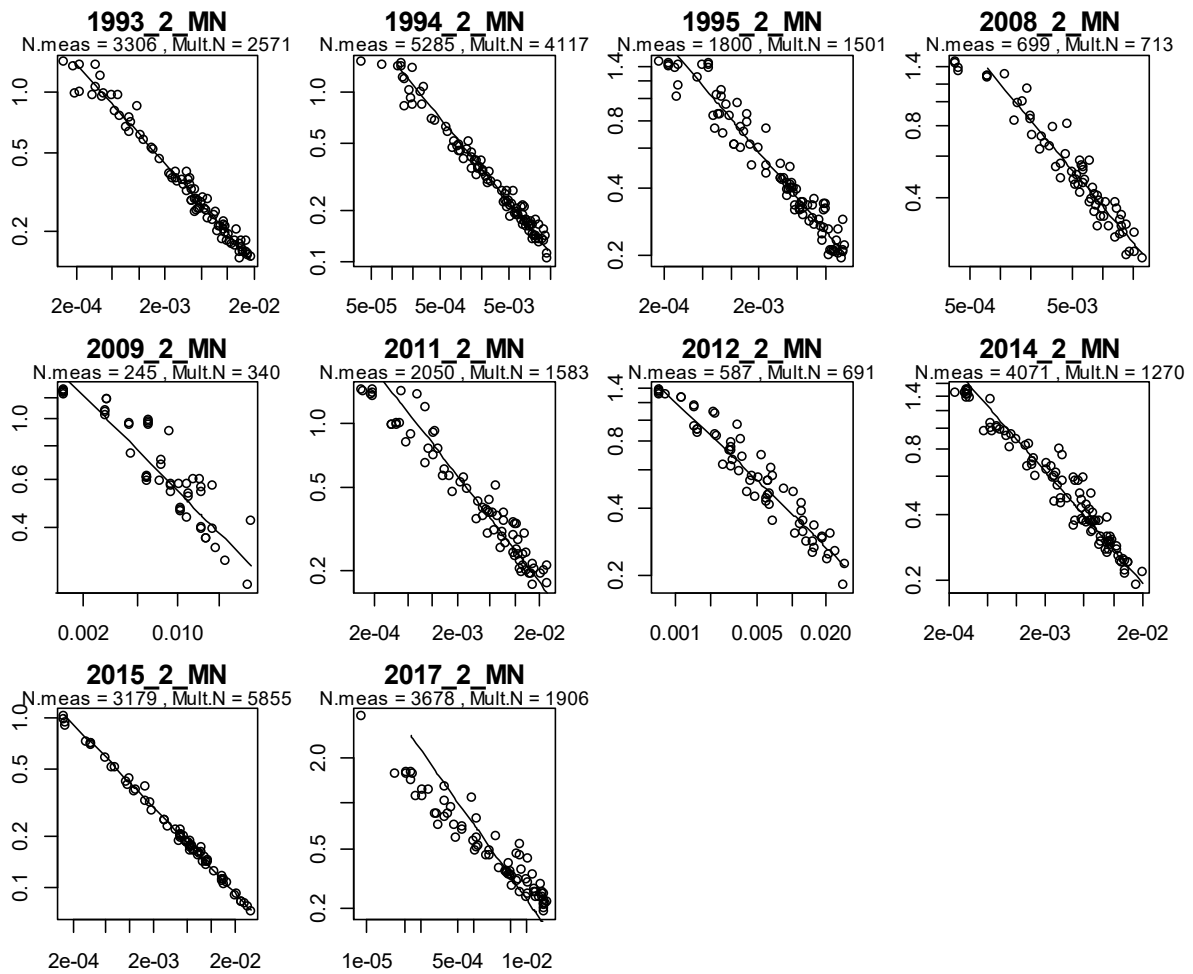 1993_2_MN
N.meas = 3306 , Mult.N = 2571
1.0
0.5
0.2
2e-04
2e-03
2e-02
1994_2_MN
N.meas = 5285 , Mult.N = 4117
1.0
0.5
0.2
0.1
5e-05
5e-04
5e-03
1995_2_MN
N.meas = 1800 , Mult.N = 1501
1.4
0.8
0.4
0.2
2e-04
2e-03
2008_2_MN
N.meas = 699 , Mult.N = 713
1.4
0.8
0.4
5e-04
5e-03
2009_2_MN
N.meas = 245 , Mult.N = 340
1.0
0.6
0.4
0.002
0.010
2011_2_MN
N.meas = 2050 , Mult.N = 1583
1.0
0.5
0.2
2e-04
2e-03
2e-02
2012_2_MN
N.meas = 587 , Mult.N = 691
1.4
0.8
0.4
0.2
0.001
0.005
0.020
2014_2_MN
N.meas = 4071 , Mult.N = 1270
1.4
0.8
0.4
0.2
2e-04
2e-03
2e-02
2015_2_MN
N.meas = 3179 , Mult.N = 5855
1.0
0.5
0.2
0.1
2e-04
2e-03
2e-02
2017_2_MN
N.meas = 3678 , Mult.N = 1906
2.0
0.5
0.2
1e-05
5e-04
1e-02